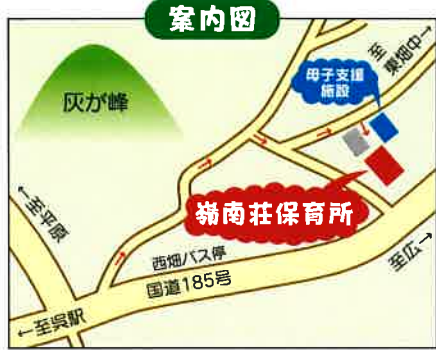 案内図
灰が峰
至東畑中→
母子支援
施設
嶺南荘保育所
←至平原
西畑バス停
国道185号
至広→
←至呉駅